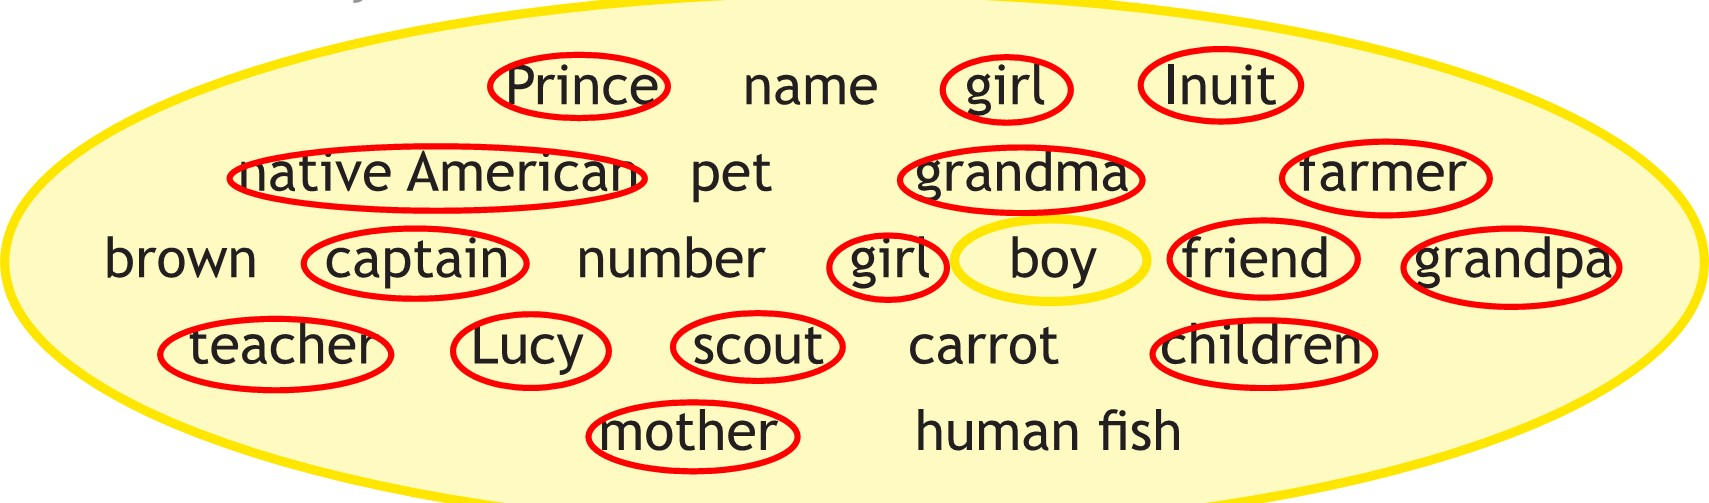 Prince name girl Inuit
native American pet grandma farmer
brown captain number girl boy friend grandpa
teacher Lucy scout carrot children
mother human fish